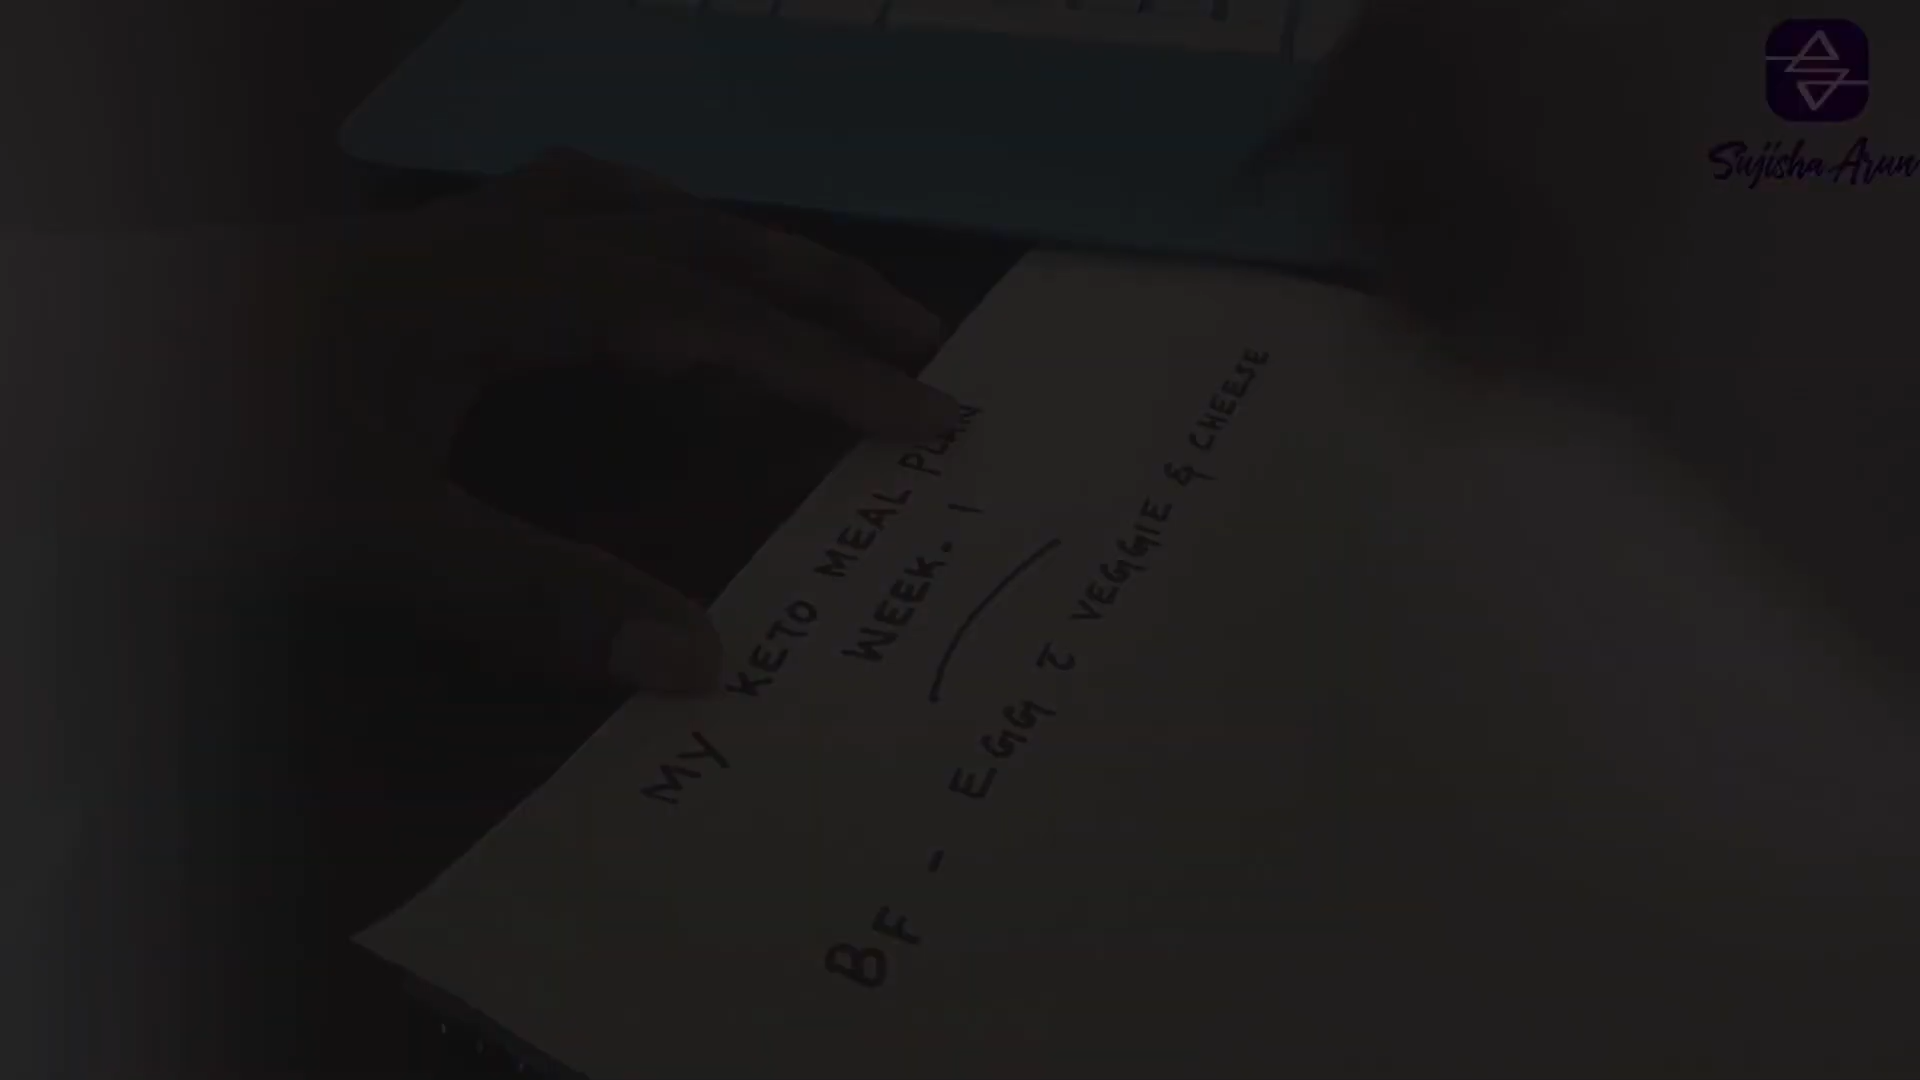 Sujisha Arun
MY KETO MEAL PLAN
WEEK. 1
BF - EGG & VEGGIE & CHEESE